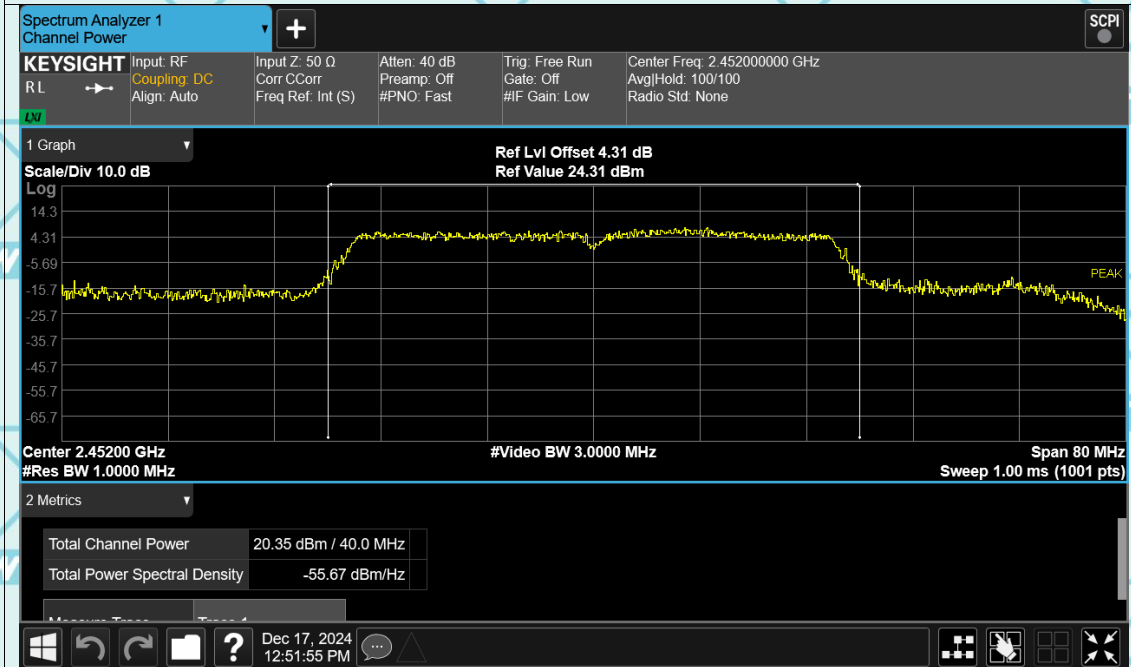 Spectrum Analyzer 1
Channel Power
SCPI
KEYSIGHT
R L
LXI
Input: RF
Coupling: DC
Align: Auto
Input Z: 50 Ω
Corr CCorr
Freq Ref: Int (S)
Atten: 40 dB
Preamp: Off
#PNO: Fast
Trig: Free Run
Gate: Off
#IF Gain: Low
Center Freq: 2.452000000 GHz
Avg|Hold: 100/100
Radio Std: None
1 Graph
Scale/Div 10.0 dB
Ref Lvl Offset 4.31 dB
Ref Value 24.31 dBm
Log
14.3
4.31
-5.69
-15.7
-25.7
-35.7
-45.7
-55.7
-65.7
PEAK
Center 2.45200 GHz
#Video BW 3.0000 MHz
Span 80 MHz
#Res BW 1.0000 MHz
Sweep 1.00 ms (1001 pts)
2 Metrics
Total Channel Power 20.35 dBm / 40.0 MHz
Total Power Spectral Density -55.67 dBm/Hz
Measure Trace Trace 1
Dec 17, 2024
12:51:55 PM